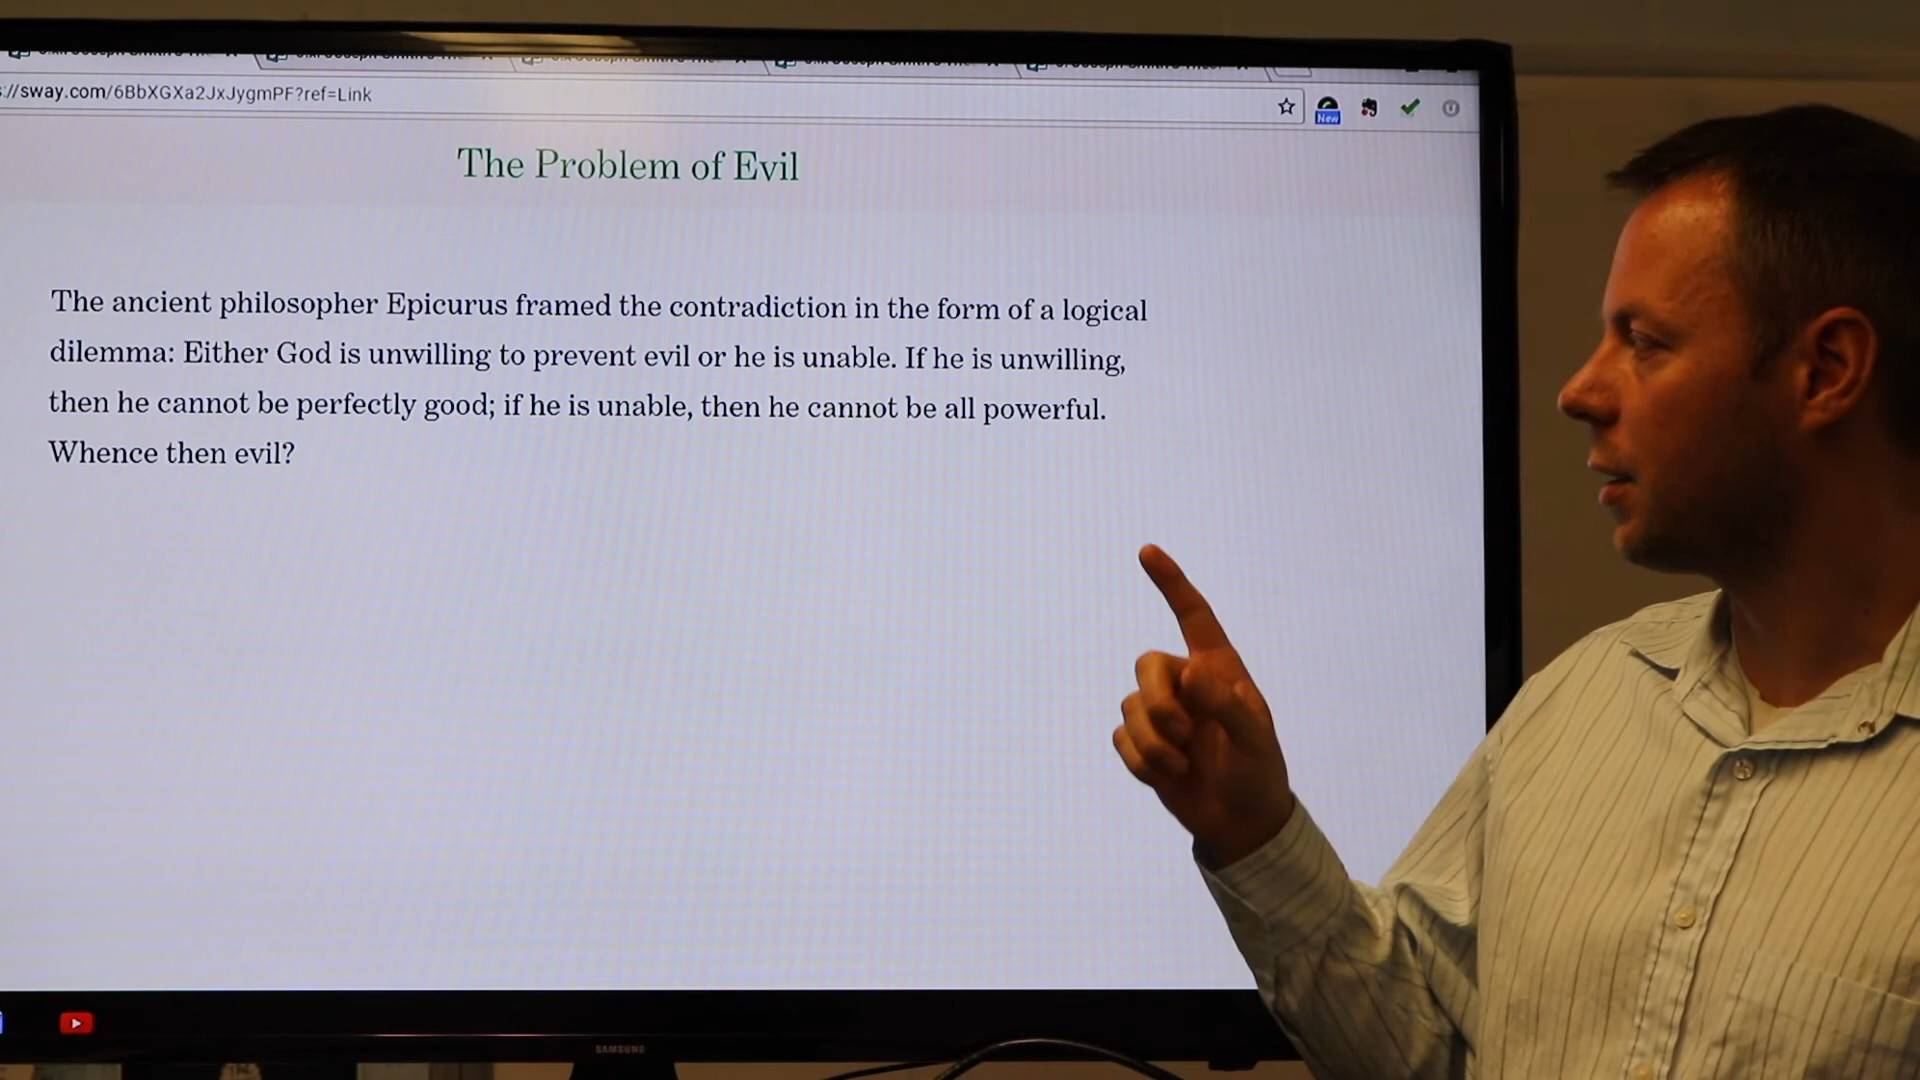 ://sway.com/6BbXGXa2JxJygmPF?ref=Link
New
The Problem of Evil
The ancient philosopher Epicurus framed the contradiction in the form of a logical
dilemma: Either God is unwilling to prevent evil or he is unable. If he is unwilling,
then he cannot be perfectly good; if he is unable, then he cannot be all powerful.
Whence then evil?
SAMSUNG